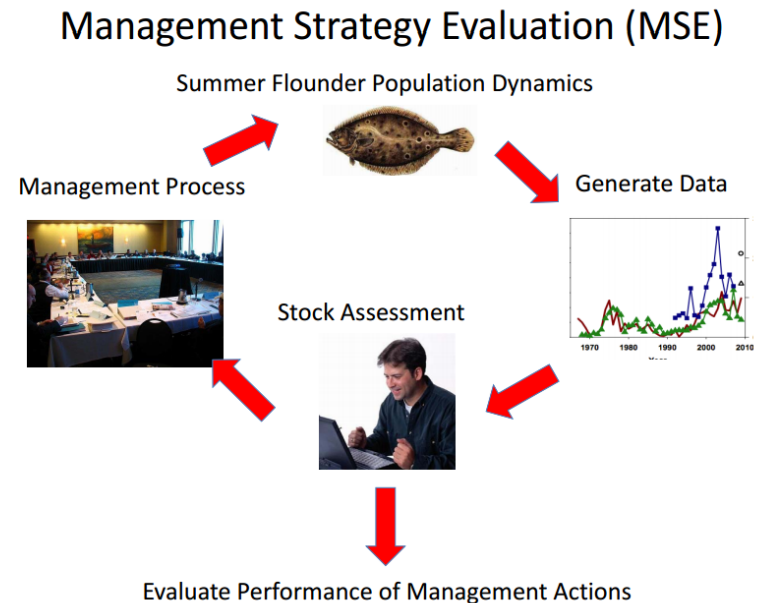 Management Strategy Evaluation (MSE)
Summer Flounder Population Dynamics
Management Process
Generate Data
Stock Assessment
1970 1980 1990 2000 2010
Evaluate Performance of Management Actions